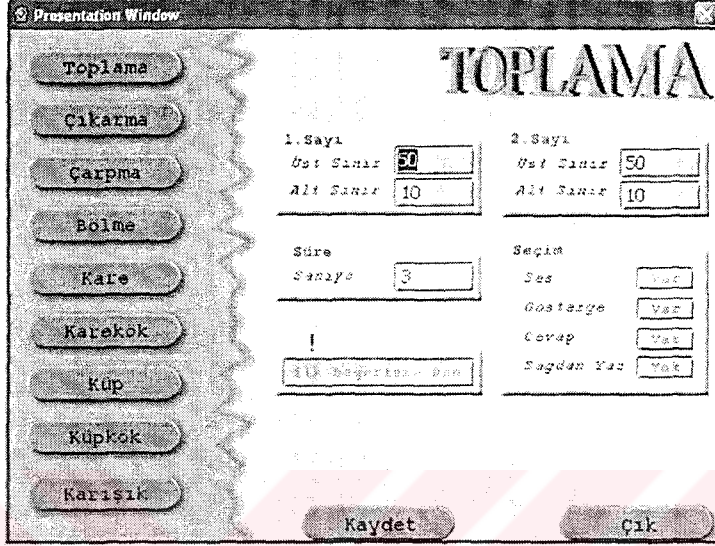 Presentation Window
Toplama
Çıkarma
Çarpma
Bölme
Kare
Karekök
Küp
Küpkök
Karışık
TOPLAMA
1.Sayı
Üst Sınır 50
Alt Sınır 10
2.Sayı
Üst Sınır 50
Alt Sınır 10
Süre
Saniye 3
!
Seçim
Ses Var
Gösterge Var
Cevap Var
Sağdan Yaz Yok
Kaydet
Çık